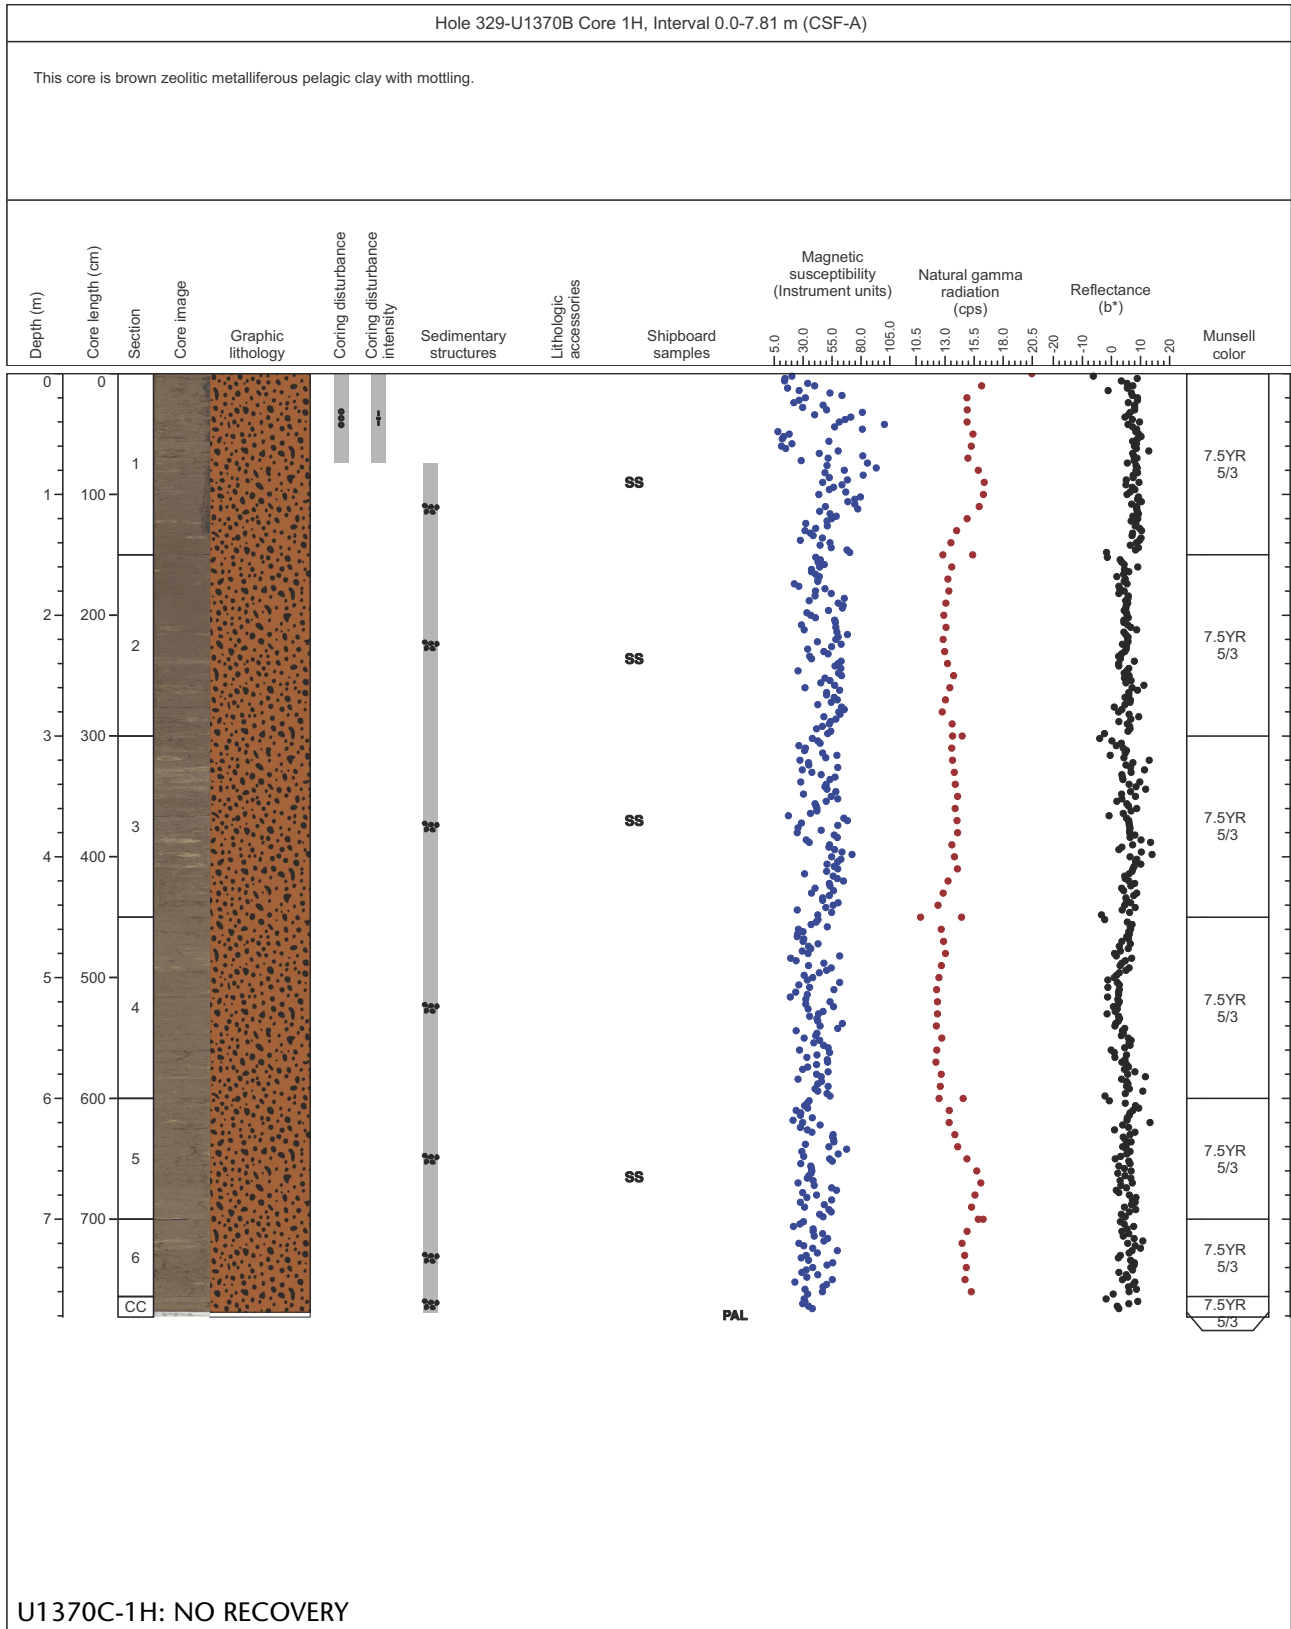 Hole 329-U1370B Core 1H, Interval 0.0-7.81 m (CSF-A)
This core is brown zeolitic metalliferous pelagic clay with mottling.
Depth (m)
Core length (cm)
Section
Core image
Graphic
lithology
Coring disturbance
Coring disturbance
intensity
Sedimentary
structures
Lithologic
accessories
Shipboard
samples
Magnetic
susceptibility
(Instrument units)
5.0 30.0 55.0 80.0 105.0
Natural gamma
radiation
(cps)
10.5 13.0 15.5 18.0 20.5
Reflectance
(b*)
-20 -10 0 10 20
Munsell
color
0 0
1 7.5YR
5/3
SS
1 100
2 200
2 7.5YR
5/3
SS
3 300
SS
3 7.5YR
5/3
4 400
5 500
4 7.5YR
5/3
6 600
5 7.5YR
5/3
SS
7 700
6 7.5YR
5/3
CC 7.5YR
5/3
PAL
U1370C-1H: NO RECOVERY